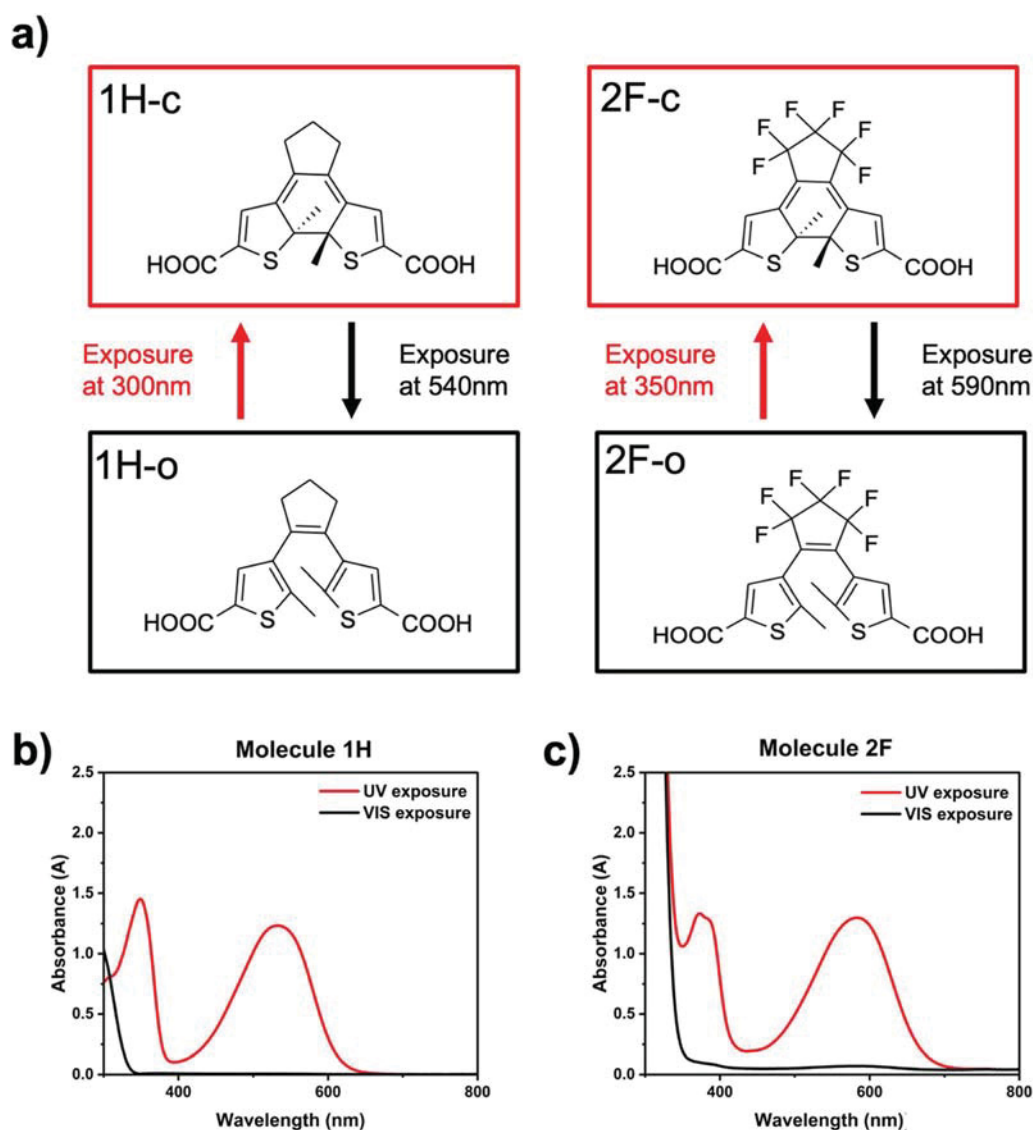 a)
1H-c
HOOC S S COOH
2F-c
F F
F F
F F
HOOC S S COOH
Exposure
at 300nm
Exposure
at 540nm
Exposure
at 350nm
Exposure
at 590nm
1H-o
HOOC S S COOH
2F-o
F F
F F
F F
HOOC S S COOH
b)
Molecule 1H
UV exposure
VIS exposure
Absorbance (A)
2.5
2.0
1.5
1.0
0.5
0.0
400 600 800
Wavelength (nm)
c)
Molecule 2F
UV exposure
VIS exposure
Absorbance (A)
2.5
2.0
1.5
1.0
0.5
0.0
400 600 800
Wavelength (nm)